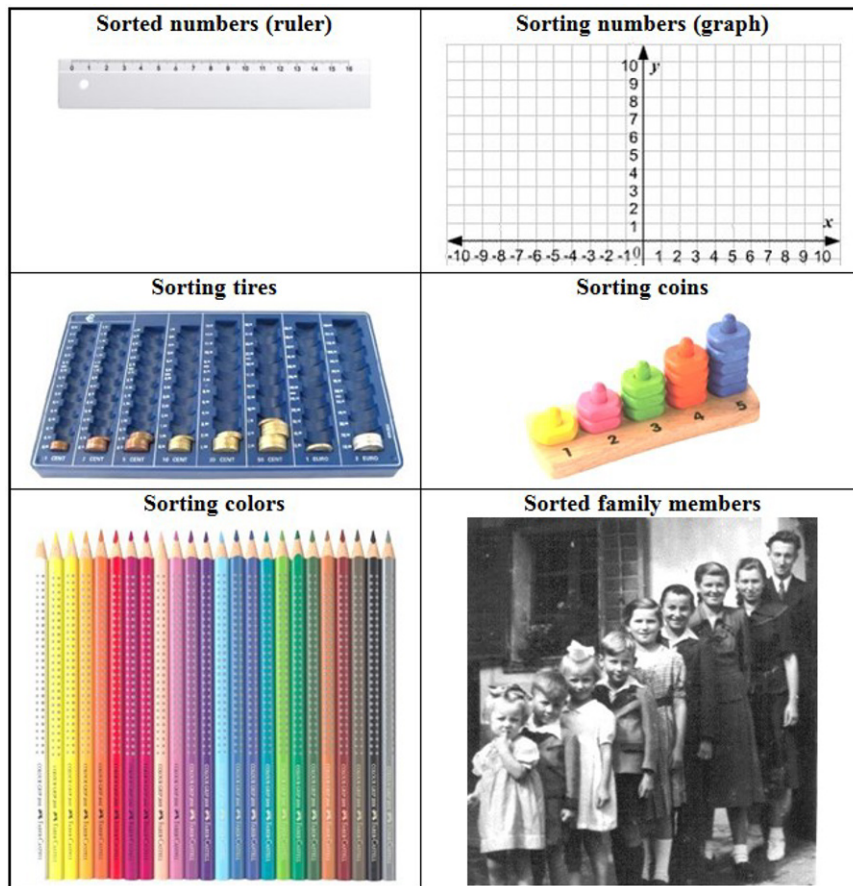 Sorted numbers (ruler)
Sorting numbers (graph)
0 1 2 3 4 5 6 7 8 9 10 11 12 13 14 15 16
10 y
9
8
7
6
5
4
3
2
1
x
-10 -9 -8 -7 -6 -5 -4 -3 -2 -1 0 1 2 3 4 5 6 7 8 9 10
Sorting tires
Sorting coins
1 CENT 2 CENT 5 CENT 10 CENT 20 CENT 50 CENT 1 EURO 2 EURO
1 2 3 4 5
Sorting colors
Sorted family members